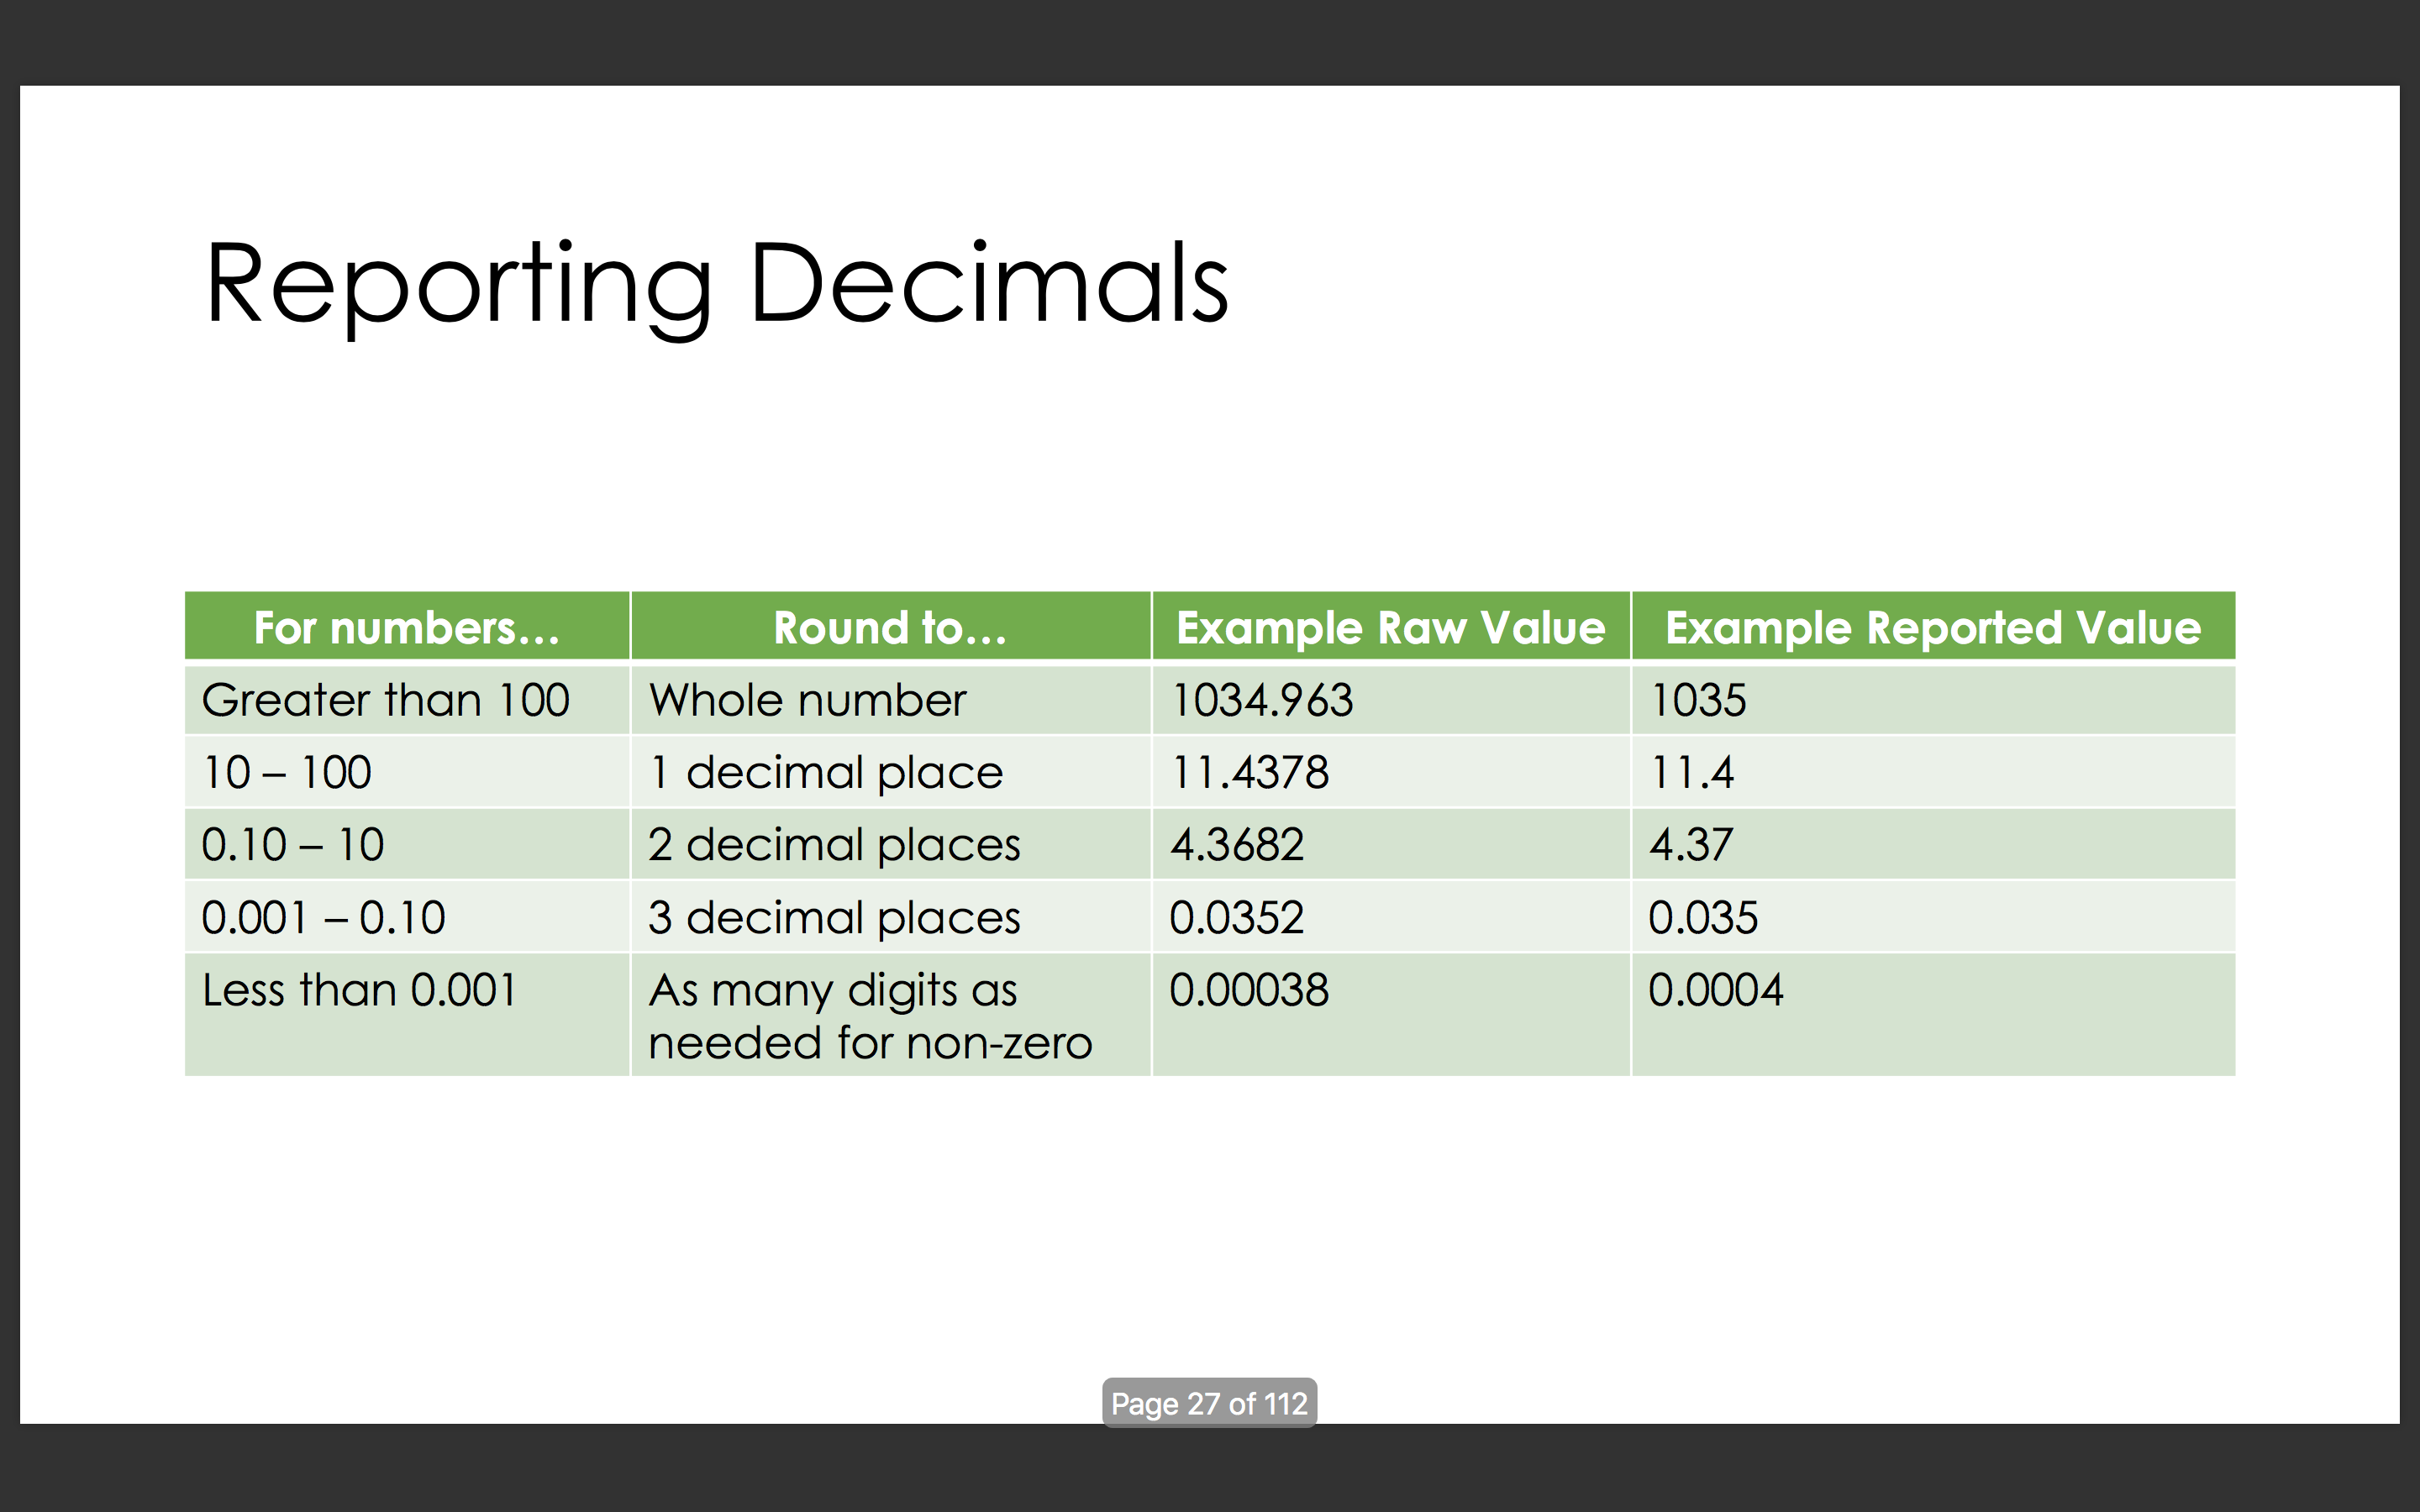 Reporting Decimals
For numbers… Round to… Example Raw Value Example Reported Value
Greater than 100 Whole number 1034.963 1035
10 – 100 1 decimal place 11.4378 11.4
0.10 – 10 2 decimal places 4.3682 4.37
0.001 – 0.10 3 decimal places 0.0352 0.035
Less than 0.001 As many digits as 0.00038 0.0004
needed for non-zero
Page 27 of 112